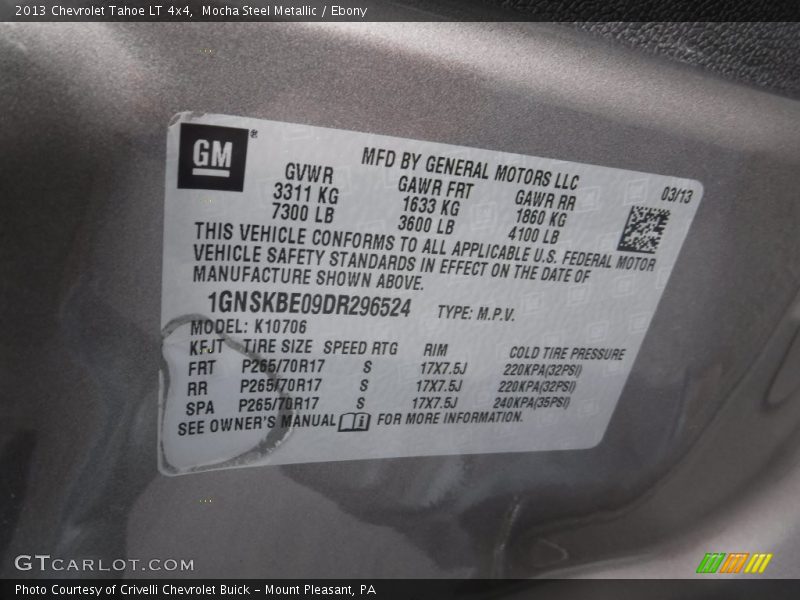 2013 Chevrolet Tahoe LT 4x4, Mocha Steel Metallic / Ebony
GM®
MFD BY GENERAL MOTORS LLC
03/13
GVWR GAWR FRT GAWR RR
3311 KG 1633 KG 1860 KG
7300 LB 3600 LB 4100 LB
THIS VEHICLE CONFORMS TO ALL APPLICABLE U.S. FEDERAL MOTOR
VEHICLE SAFETY STANDARDS IN EFFECT ON THE DATE OF
MANUFACTURE SHOWN ABOVE.
1GNSKBE09DR296524 TYPE: M.P.V.
MODEL: K10706
KFJT TIRE SIZE SPEED RTG RIM COLD TIRE PRESSURE
FRT P265/70R17 S 17X7.5J 220KPA(32PSI)
RR P265/70R17 S 17X7.5J 220KPA(32PSI)
SPA P265/70R17 S 17X7.5J 240KPA(35PSI)
SEE OWNER'S MANUAL i FOR MORE INFORMATION.
GTCARLOT.COM
Photo Courtesy of Crivelli Chevrolet Buick – Mount Pleasant, PA